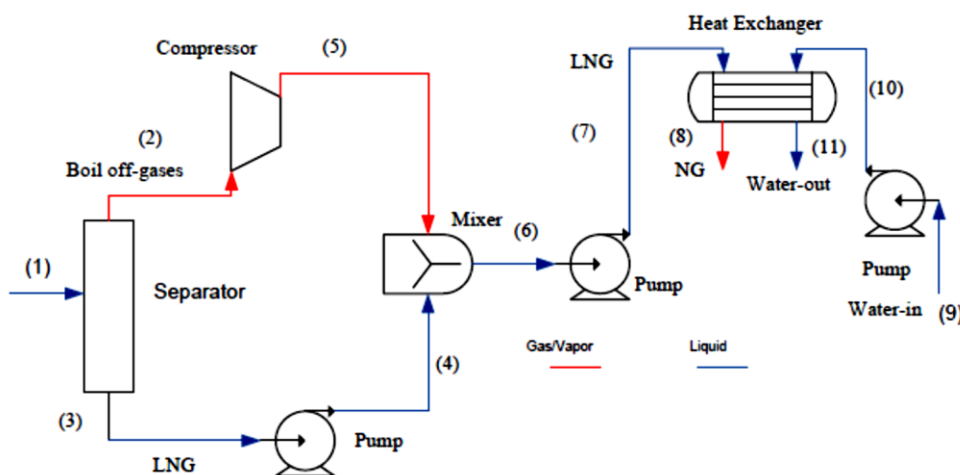 Heat Exchanger
Compressor
(5)
LNG
(10)
(2)
(7)
(8)
(11)
Boil off-gases
NG
Water-out
Mixer
(6)
(1)
Separator
Pump
Pump
Water-in
(9)
Gas/Vapor
Liquid
(4)
(3)
Pump
LNG